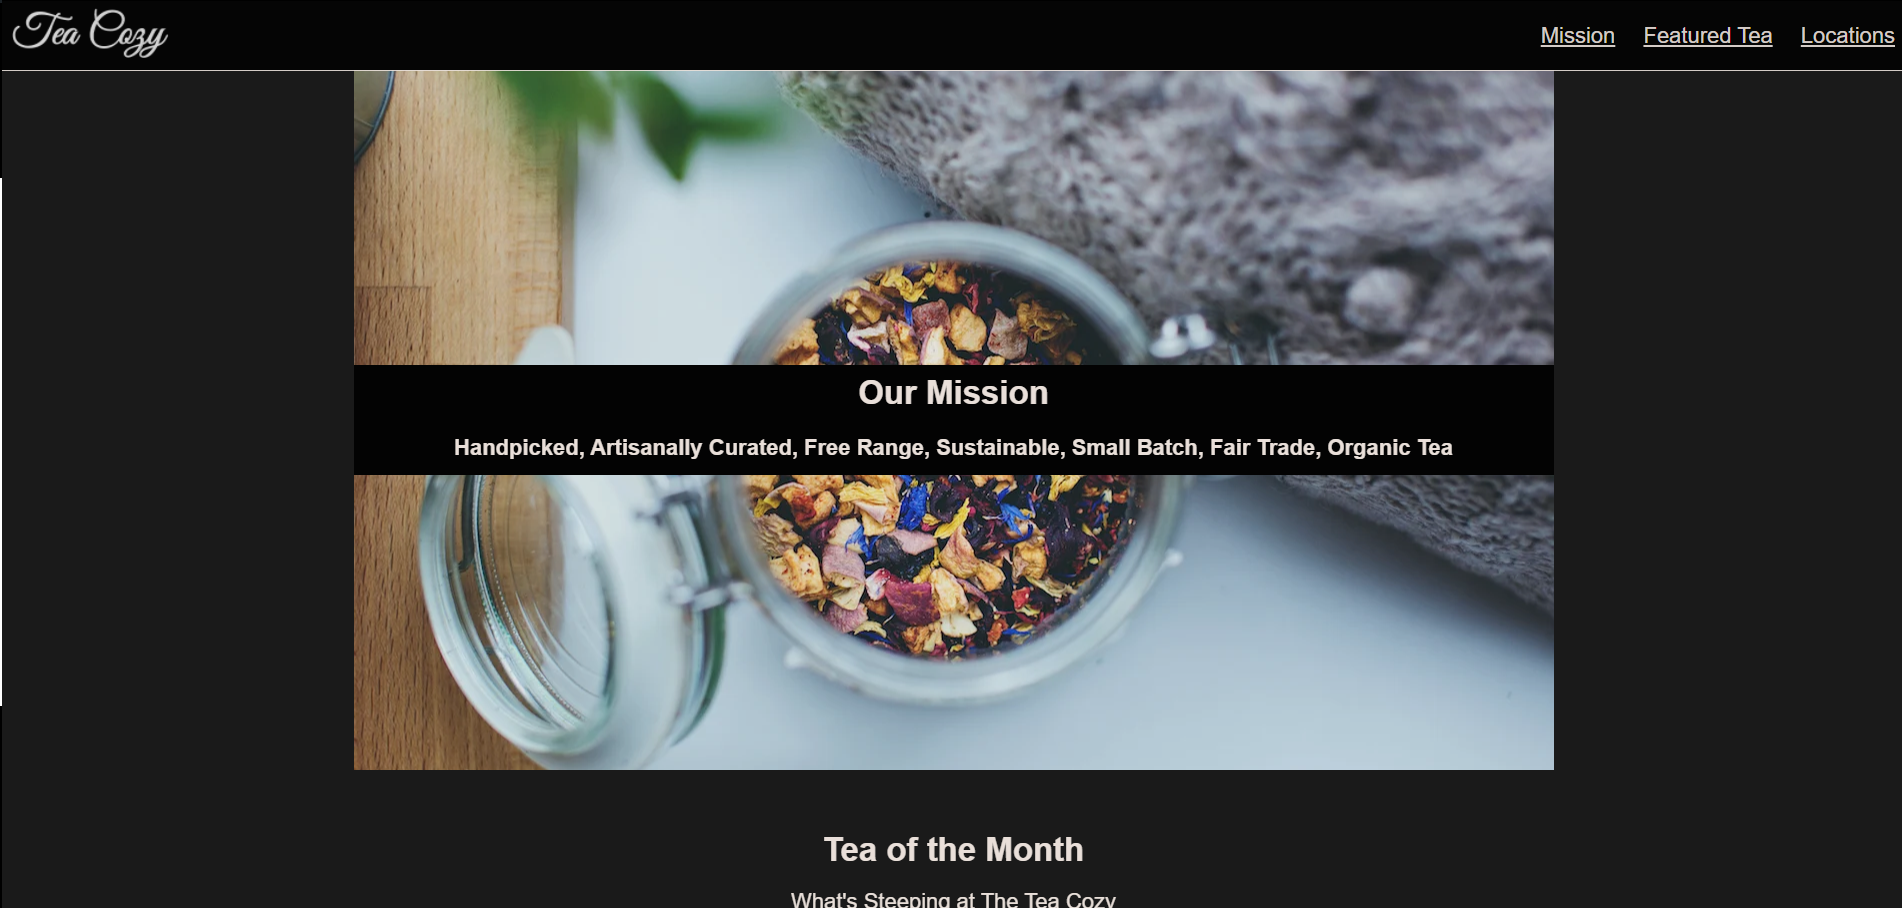 Tea Cozy
Mission Featured Tea Locations
Our Mission
Handpicked, Artisanally Curated, Free Range, Sustainable, Small Batch, Fair Trade, Organic Tea
Tea of the Month
What's Steeping at The Tea Cozy